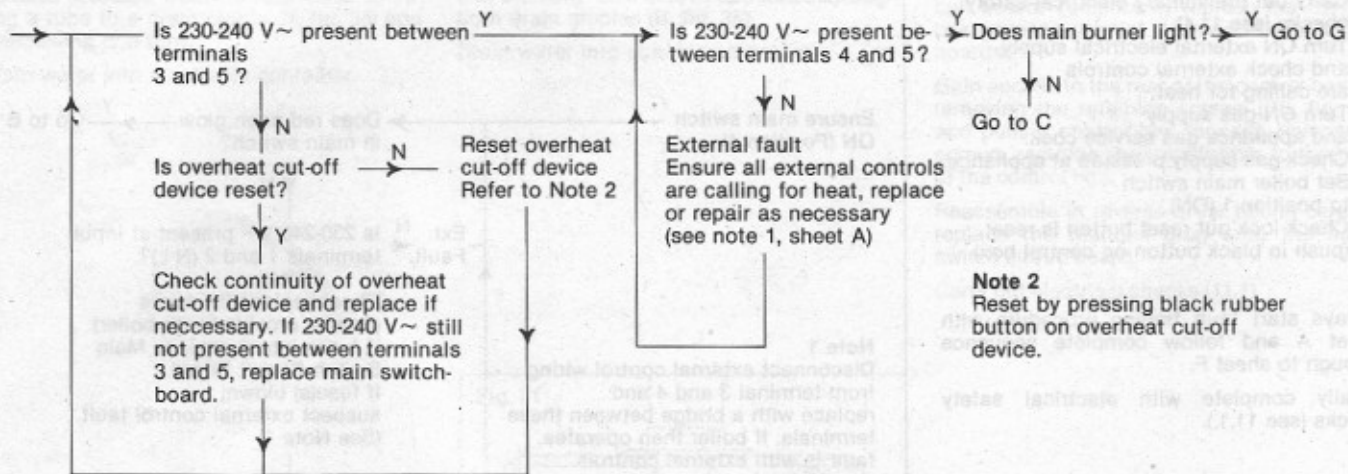 Is 230-240 V~ present between
terminals
3 and 5 ?
Y
N
Is overheat cut-off
device reset?
N
Y
Check continuity of overheat
cut-off device and replace if
neccessary. If 230-240 V~ still
not present between terminals
3 and 5, replace main switch-
board.
Reset overheat
cut-off device
Refer to Note 2
Is 230-240 V~ present be-
tween terminals 4 and 5 ?
Y
N
External fault
Ensure all external controls
are calling for heat, replace
or repair as necessary
(see note 1, sheet A)
Does main burner light ?
Y
Go to G
N
Go to C
Note 2
Reset by pressing black rubber
button on overheat cut-off
device.